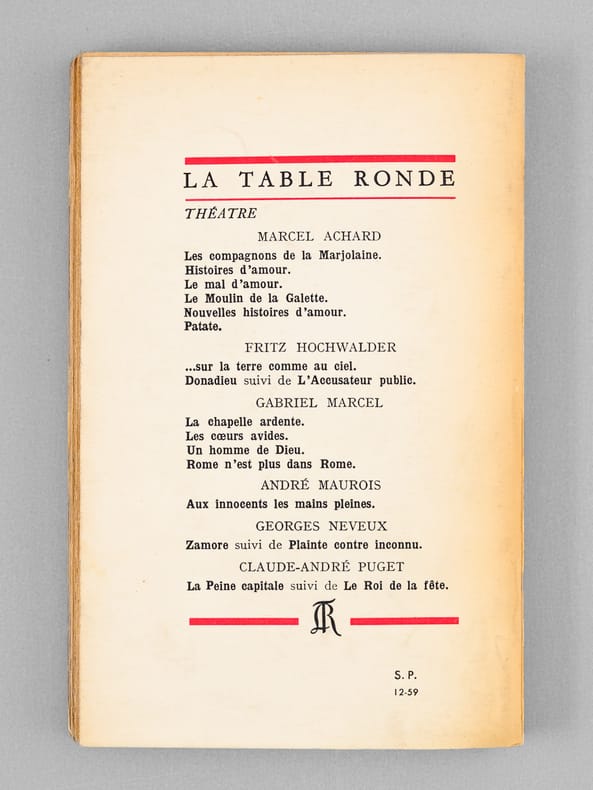 LA TABLE RONDE
THÉATRE
MARCEL ACHARD
Les compagnons de la Marjolaine.
Histoires d'amour.
Le mal d'amour.
Le Moulin de la Galette.
Nouvelles histoires d'amour.
Patate.
FRITZ HOCHWALDER
...sur la terre comme au ciel.
Donadieu suivi de L'Accusateur public.
GABRIEL MARCEL
La chapelle ardente.
Les cœurs avides.
Un homme de Dieu.
Rome n'est plus dans Rome.
ANDRÉ MAUROIS
Aux innocents les mains pleines.
GEORGES NEVEUX
Zamore suivi de Plainte contre inconnu.
CLAUDE-ANDRÉ PUGET
La Peine capitale suivi de Le Roi de la fête.
TR
S. P.
12-59